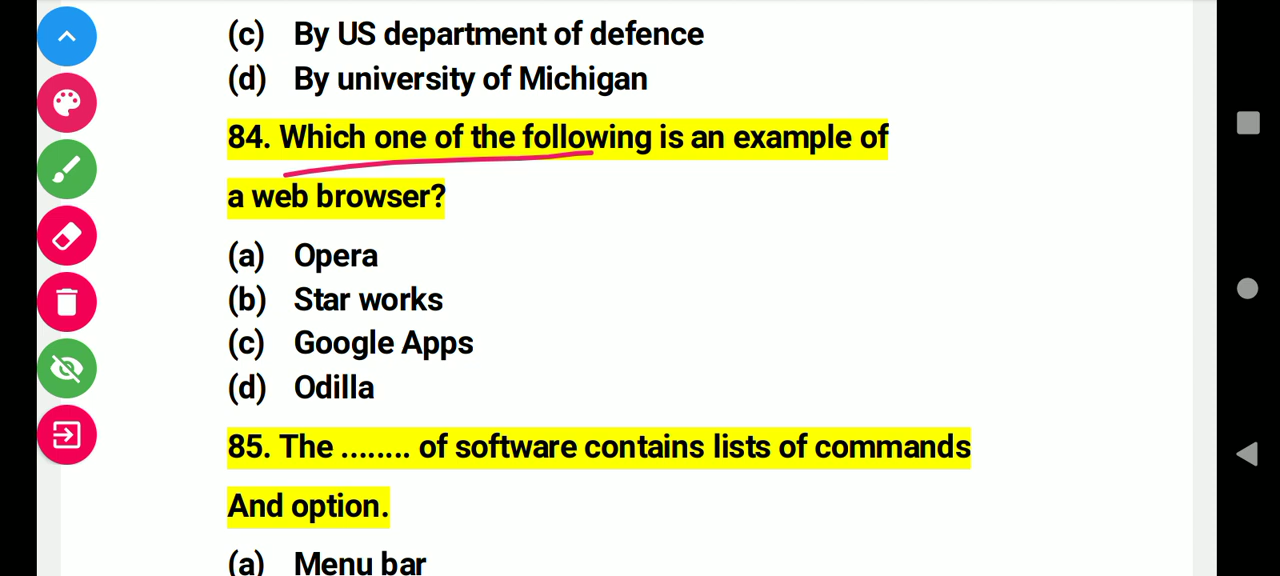 (c) By US department of defence
(d) By university of Michigan
84. Which one of the following is an example of
a web browser?
(a) Opera
(b) Star works
(c) Google Apps
(d) Odilla
85. The ........ of software contains lists of commands
And option.
(a) Menu bar